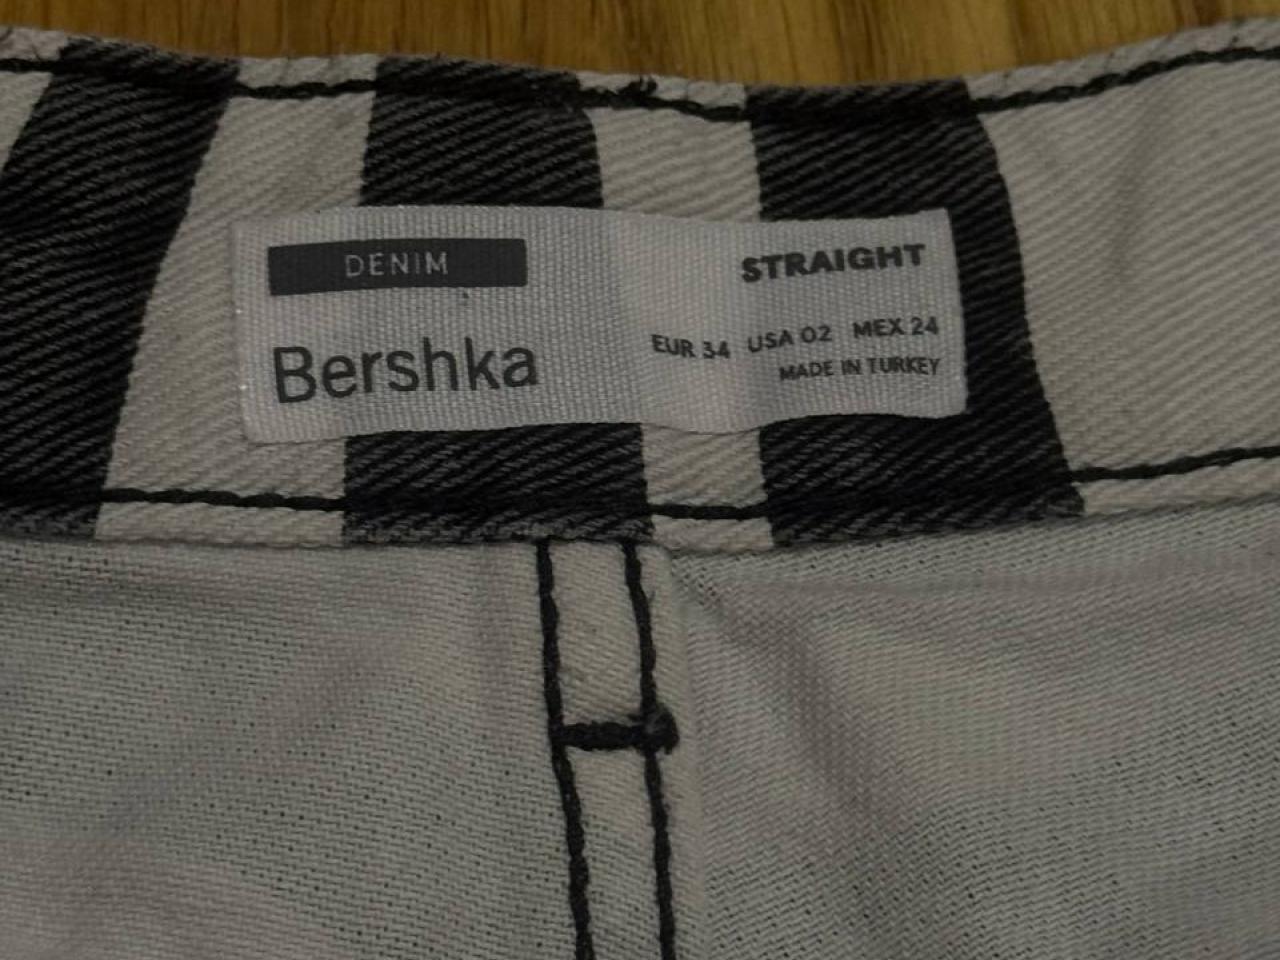 DENIM
Bershka
STRAIGHT
EUR 34 USA 02 MEX 24
MADE IN TURKEY